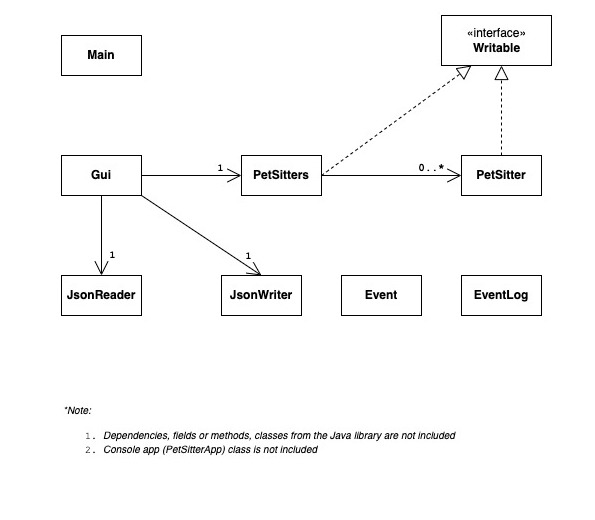 «interface»
Writable
Main
Gui
1
PetSitters
0..*
PetSitter
1
1
JsonReader
JsonWriter
Event
EventLog
*Note:
1. Dependencies, fields or methods, classes from the Java library are not included
2. Console app (PetSitterApp) class is not included